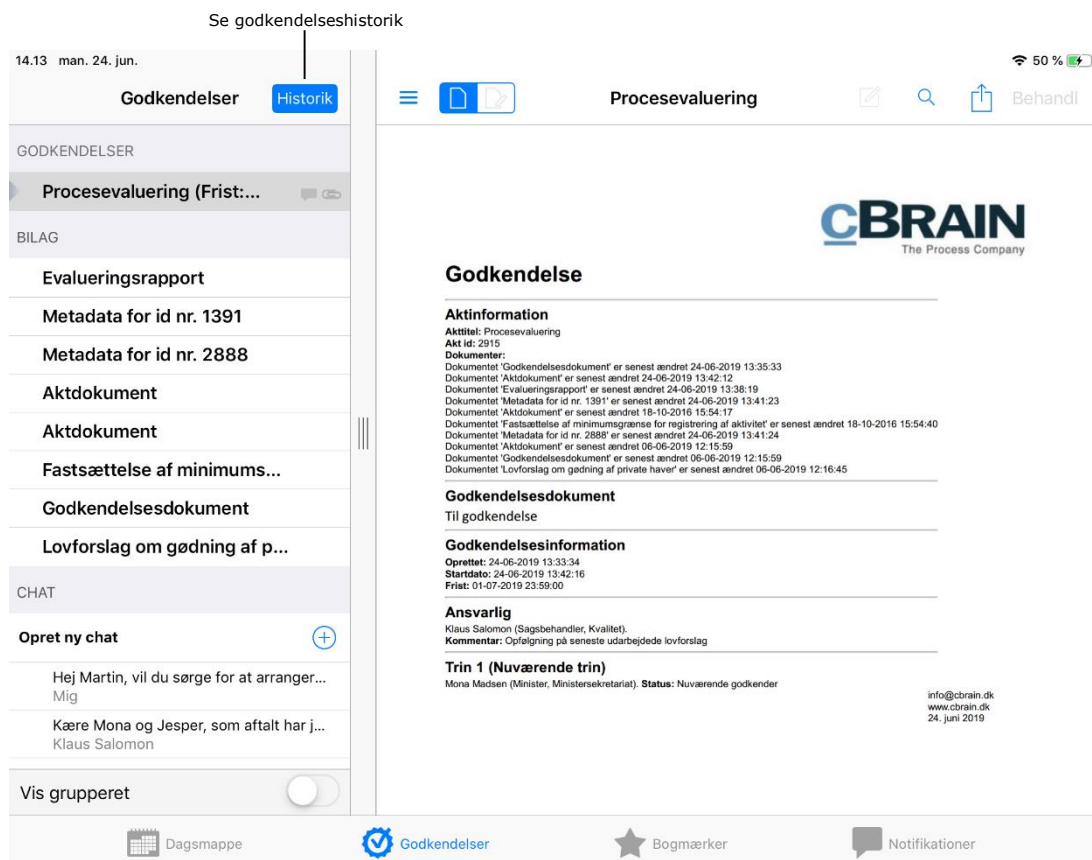 Se godkendelseshistorik
14.13 man. 24. jun.
50 %
Godkendelser
Historik
Procesevaluering
Behandl
GODKENDELSER
Procesevaluering (Frist:...
BILAG
Evalueringsrapport
Metadata for id nr. 1391
Metadata for id nr. 2888
Aktdokument
Aktdokument
Fastsættelse af minimums...
Godkendelsesdokument
Lovforslag om gødning af p...
CHAT
Opret ny chat
Hej Martin, vil du sørge for at arranger...
Mig
Kære Mona og Jesper, som aftalt har j...
Klaus Salomon
Vis grupperet
CBRAIN
The Process Company
Godkendelse
Aktinformation
Akttitel: Procesevaluering
Akt id: 2915
Dokumenter:
Dokumentet 'Godkendelsesdokument' er senest ændret 24-06-2019 13:35:33
Dokumentet 'Aktdokument' er senest ændret 24-06-2019 13:42:12
Dokumentet 'Evalueringsrapport' er senest ændret 24-06-2019 13:38:19
Dokumentet 'Metadata for id nr. 1391' er senest ændret 24-06-2019 13:41:23
Dokumentet 'Aktdokument' er senest ændret 18-10-2016 15:54:17
Dokumentet 'Fastsættelse af minimumsgrænse for registrering af aktivitet' er senest ændret 18-10-2016 15:54:40
Dokumentet 'Metadata for id nr. 2888' er senest ændret 24-06-2019 13:41:24
Dokumentet 'Aktdokument' er senest ændret 06-06-2019 12:15:59
Dokumentet 'Godkendelsesdokument' er senest ændret 06-06-2019 12:15:59
Dokumentet 'Lovforslag om gødning af private haver' er senest ændret 06-06-2019 12:16:45
Godkendelsesdokument
Til godkendelse
Godkendelsesinformation
Oprettet: 24-06-2019 13:33:34
Startdato: 24-06-2019 13:42:16
Frist: 01-07-2019 23:59:00
Ansvarlig
Klaus Salomon (Sagsbehandler, Kvalitet).
Kommentar: Opfølgning på seneste udarbejdede lovforslag
Trin 1 (Nuværende trin)
Mona Madsen (Minister, Ministersekretariat). Status: Nuværende godkender
info@cbrain.dk
www.cbrain.dk
24. juni 2019
Dagsmappe
Godkendelser
Bogmærker
Notifikationer